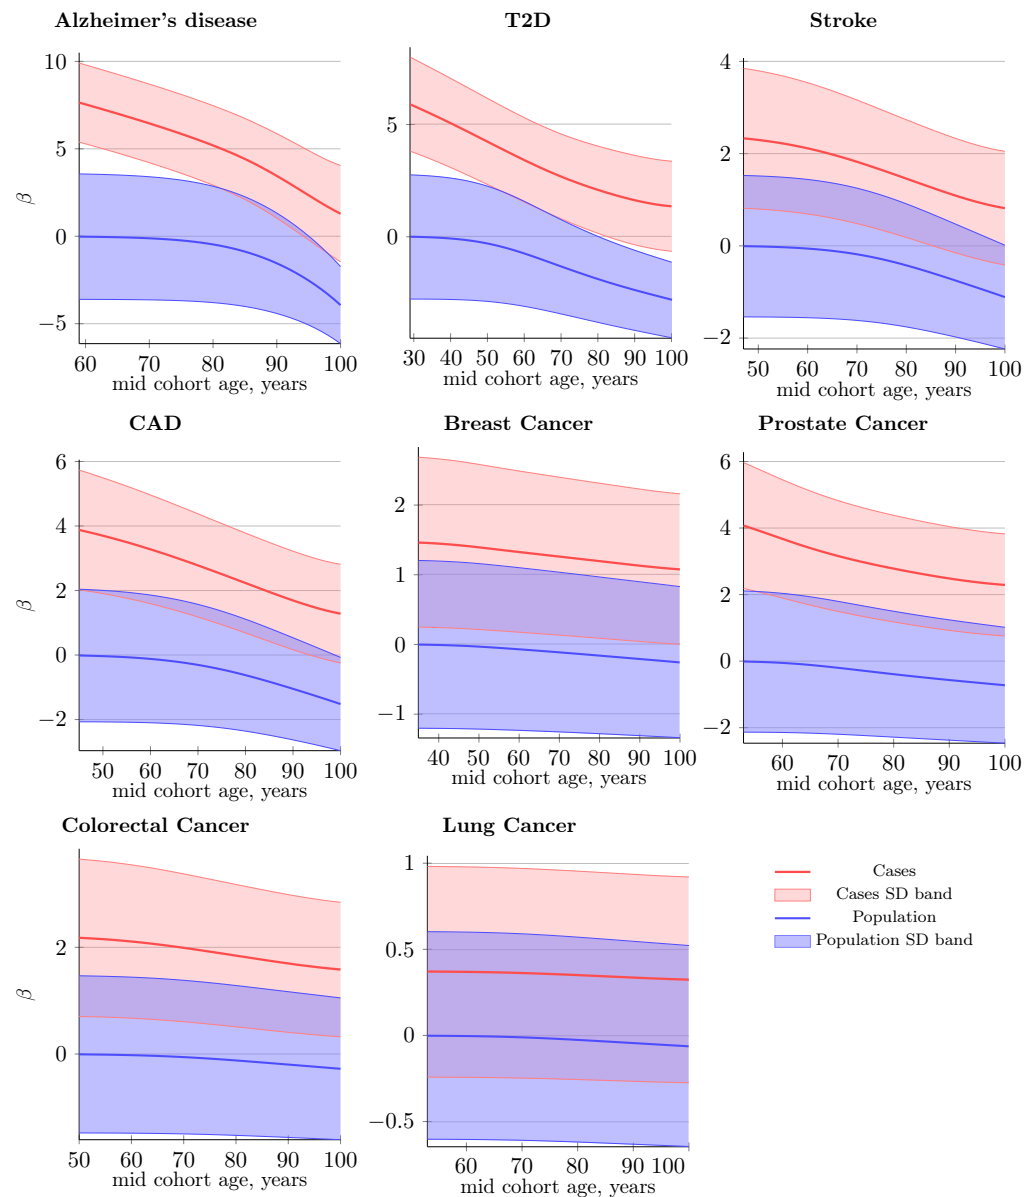 Alzheimer's disease
T2D
Stroke
10
5
0
−5
β
60 70 80 90 100
mid cohort age, years
5
0
30 40 50 60 70 80 90 100
mid cohort age, years
4
2
0
−2
50 60 70 80 90 100
mid cohort age, years
CAD
Breast Cancer
Prostate Cancer
6
4
2
0
−2
β
50 60 70 80 90 100
mid cohort age, years
2
1
0
−1
40 50 60 70 80 90 100
mid cohort age, years
6
4
2
0
−2
60 70 80 90 100
mid cohort age, years
Colorectal Cancer
Lung Cancer
2
0
β
50 60 70 80 90 100
mid cohort age, years
1
0.5
0
−0.5
60 70 80 90 100
mid cohort age, years
Cases
Cases SD band
Population
Population SD band